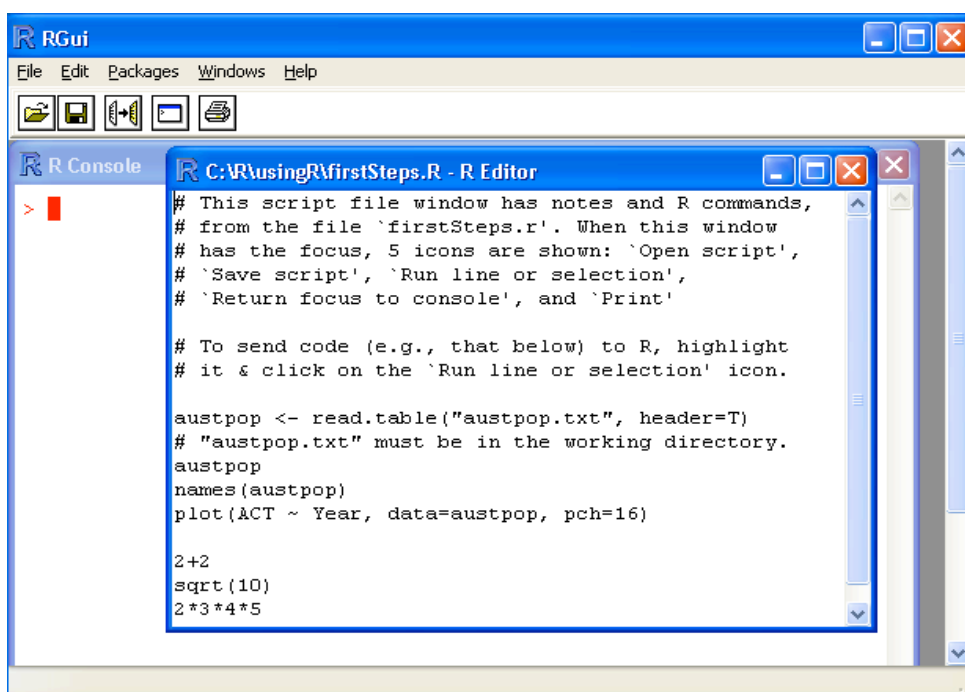 RGui
File Edit Packages Windows Help
R Console
C:\R\usingR\firstSteps.R - R Editor
>
# This script file window has notes and R commands,
# from the file `firstSteps.r'. When this window
# has the focus, 5 icons are shown: `Open script',
# `Save script', `Run line or selection',
# `Return focus to console', and `Print'
# To send code (e.g., that below) to R, highlight
# it & click on the `Run line or selection' icon.
austpop <- read.table("austpop.txt", header=T)
# "austpop.txt" must be in the working directory.
austpop
names(austpop)
plot(ACT ~ Year, data=austpop, pch=16)
2+2
sqrt(10)
2*3*4*5